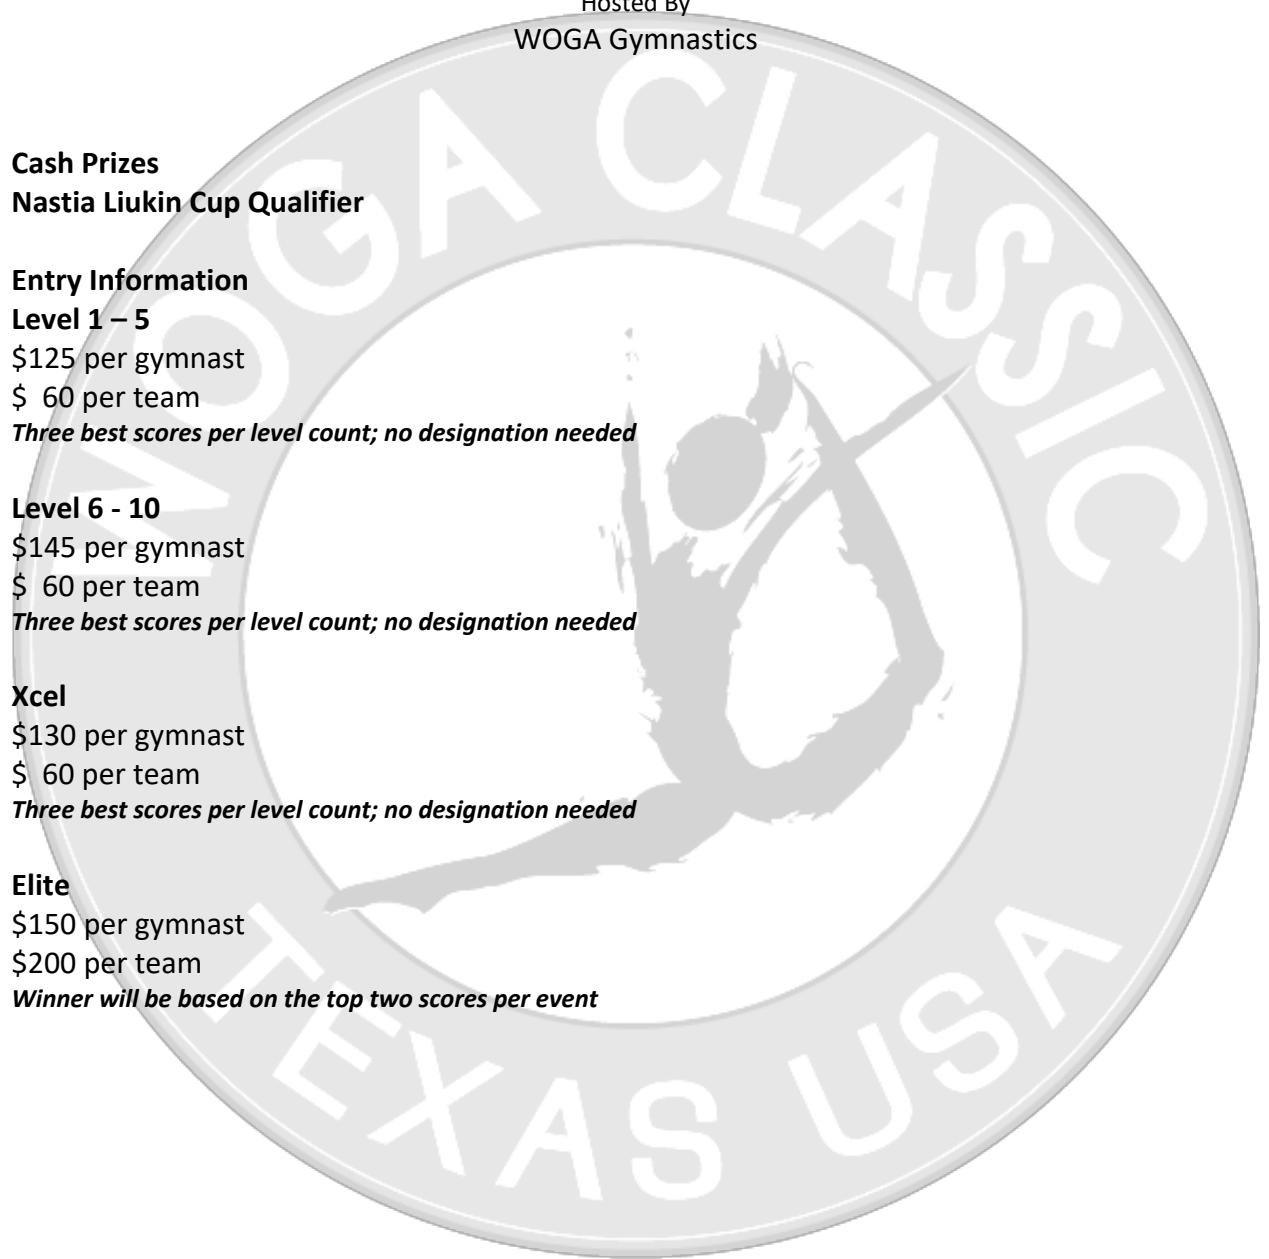 Hosted By
WOGA Gymnastics
WOGA CLASSIC
Cash Prizes
Nastia Liukin Cup Qualifier
Entry Information
Level 1 – 5
$125 per gymnast
$  60 per team
Three best scores per level count; no designation needed
Level 6 - 10
$145 per gymnast
$  60 per team
Three best scores per level count; no designation needed
Xcel
$130 per gymnast
$  60 per team
Three best scores per level count; no designation needed
Elite
$150 per gymnast
$200 per team
Winner will be based on the top two scores per event
TEXAS USA